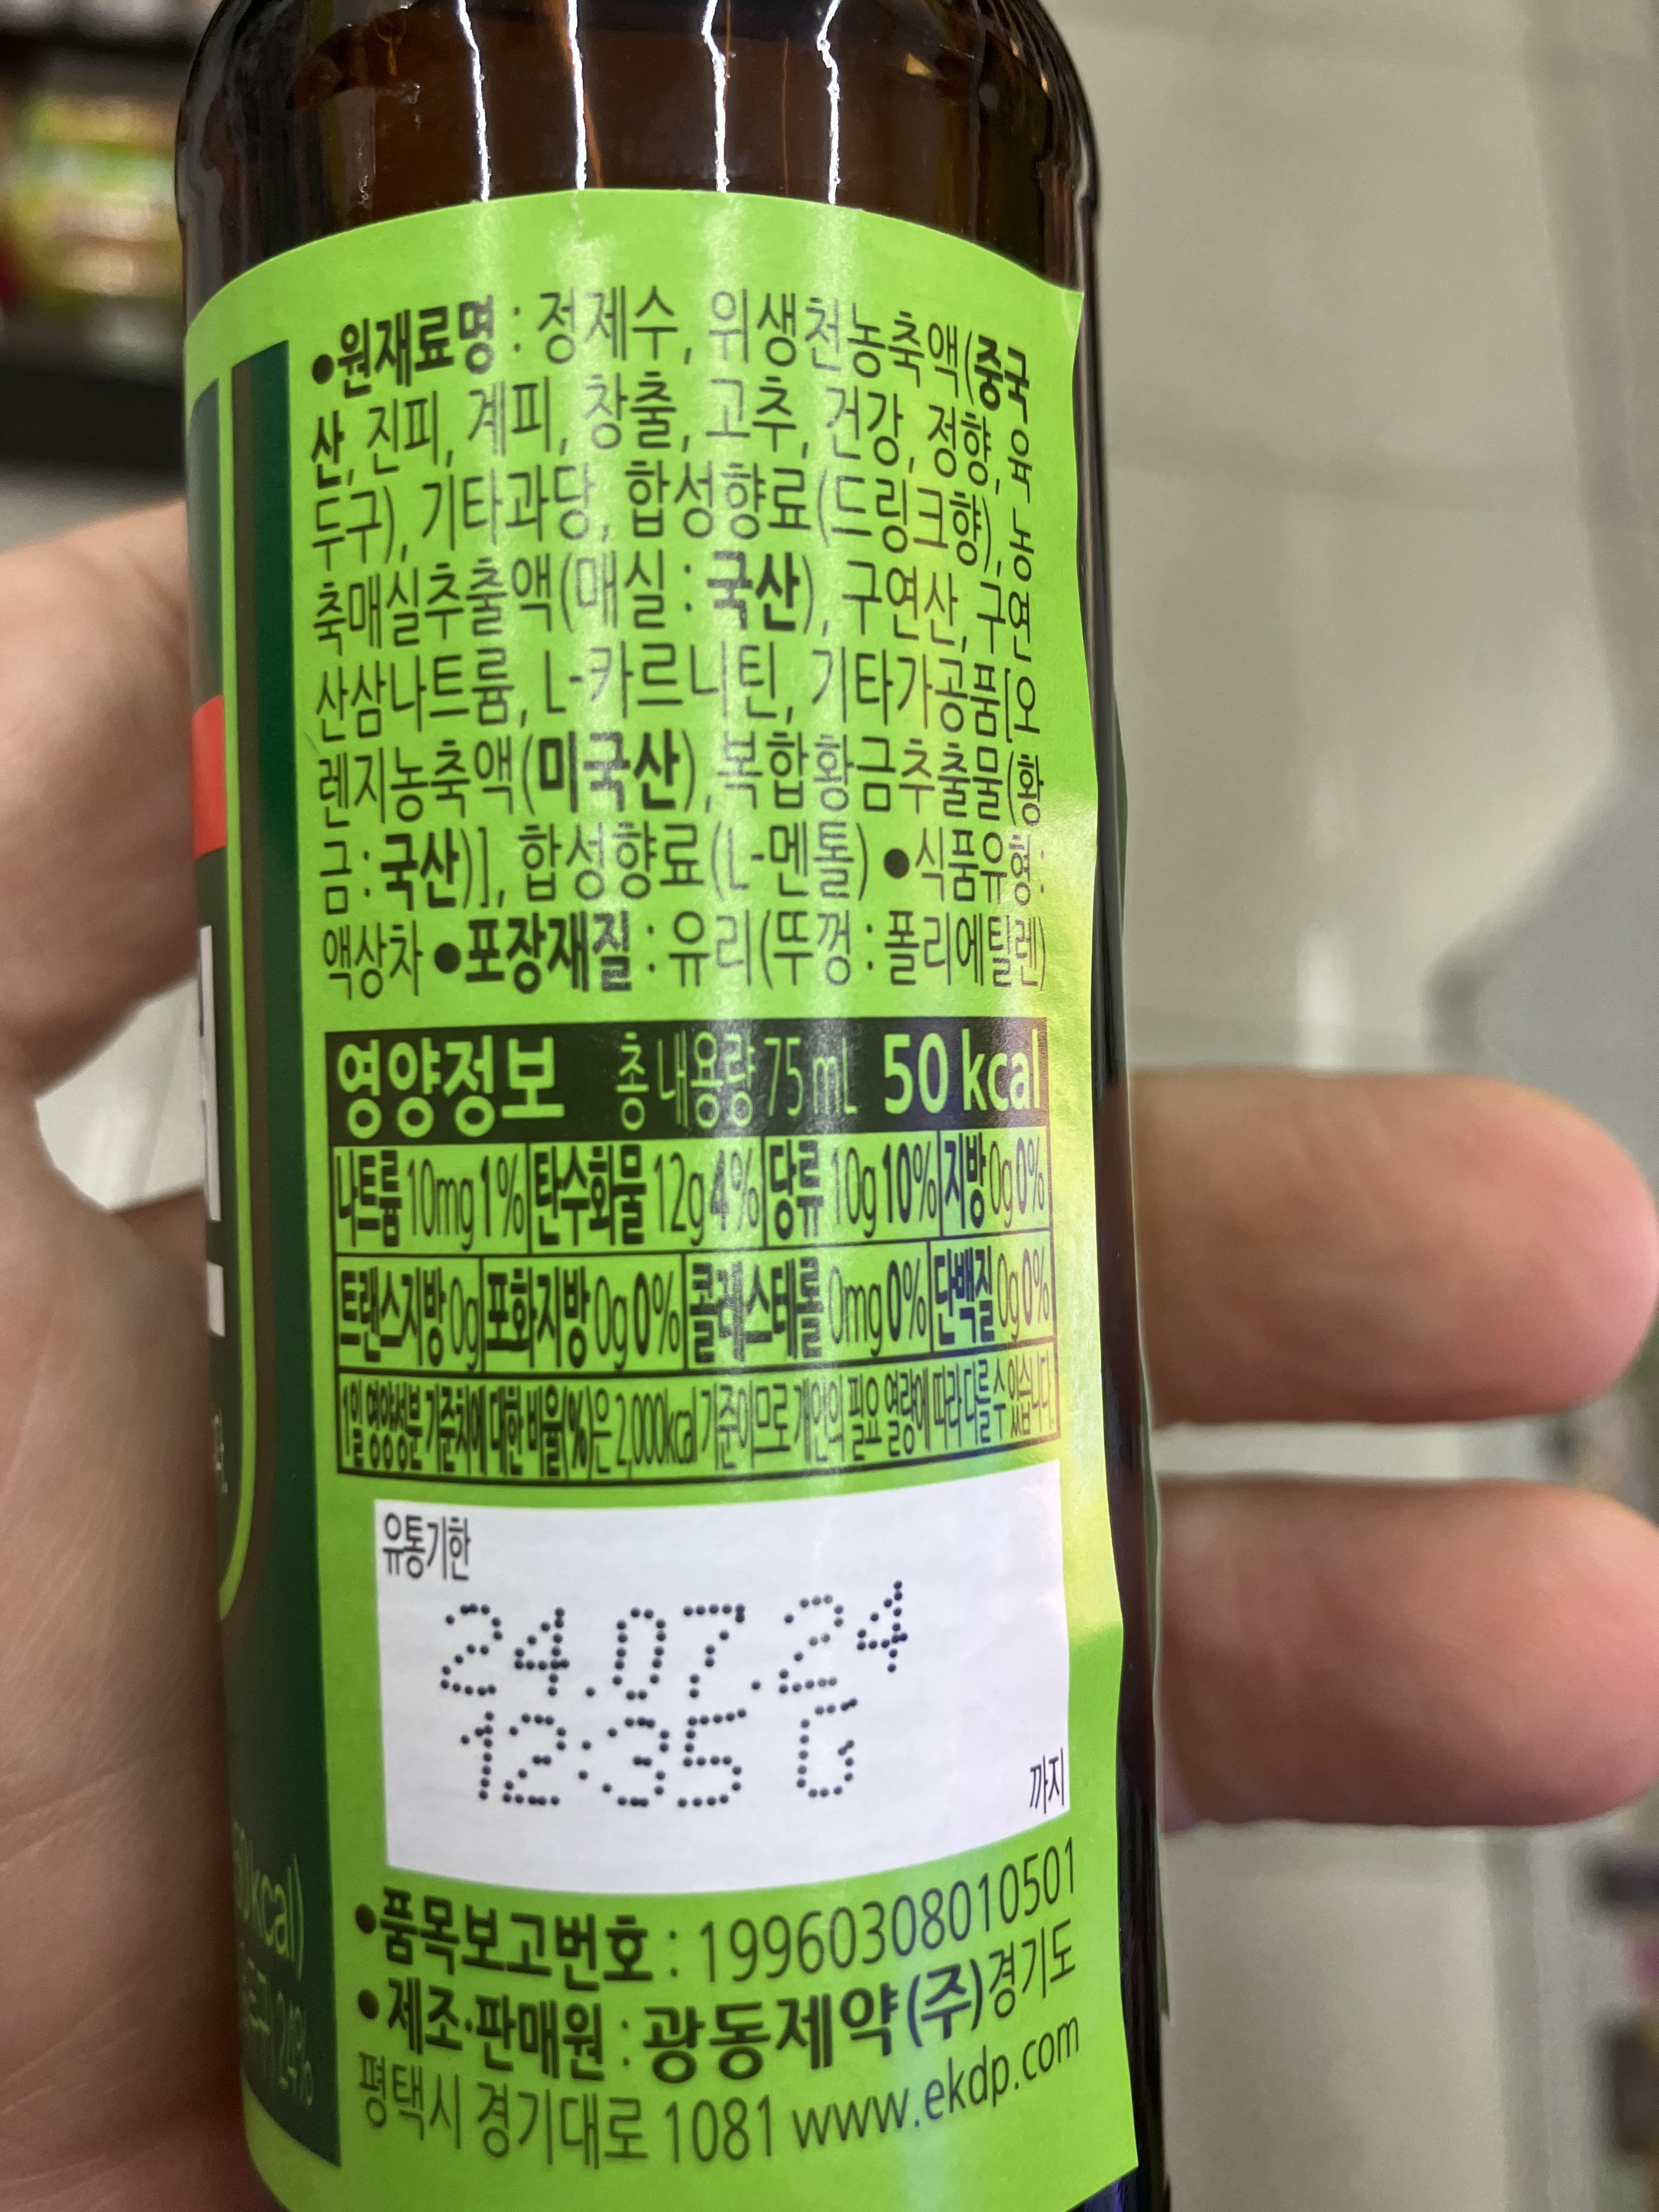 ●원재료명 : 정제수, 위생천농축액(중국
산, 진피, 계피, 창출, 고추, 건강, 정향, 육
두구), 기타과당, 합성향료(드링크향), 농
축매실추출액(매실 : 국산), 구연산, 구연
산삼나트륨, L-카르니틴, 기타가공품[오
렌지농축액(미국산), 복합황금추출물(황
금 : 국산)], 합성향료(L-멘톨) ●식품유형 :
액상차 ●포장재질 : 유리(뚜껑 : 폴리에틸렌)
영양정보 총 내용량 75 mL 50 kcal
나트륨 10mg 1% 탄수화물 12g 4% 당류 10g 10% 지방 0g 0%
트랜스지방 0g 포화지방 0g 0% 콜레스테롤 0mg 0% 단백질 0g 0%
1일 영양성분 기준치에 대한 비율(%)은 2,000kcal 기준이므로 개인의 필요 열량에 따라 다를 수 있습니다.
유통기한
24.07.24
12:35 G
까지
●품목보고번호 : 19960308010501
●제조·판매원 : 광동제약(주) 경기도
평택시 경기대로 1081 www.ekdp.com
kcal)